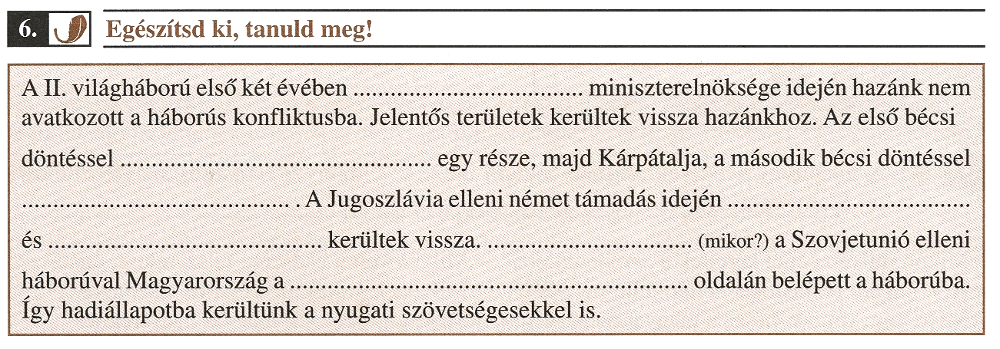 6. Egészítsd ki, tanuld meg!
A II. világháború első két évében ..................................... miniszterelnöksége idején hazánk nem
avatkozott a háborús konfliktusba. Jelentős területek kerültek vissza hazánkhoz. Az első bécsi
döntéssel .................................................. egy része, majd Kárpátalja, a második bécsi döntéssel
........................................... . A Jugoszlávia elleni német támadás idején .......................................
és ............................................ kerültek vissza. ................................. (mikor?) a Szovjetunió elleni
háborúval Magyarország a ................................................................ oldalán belépett a háborúba.
Így hadiállapotba kerültünk a nyugati szövetségesekkel is.